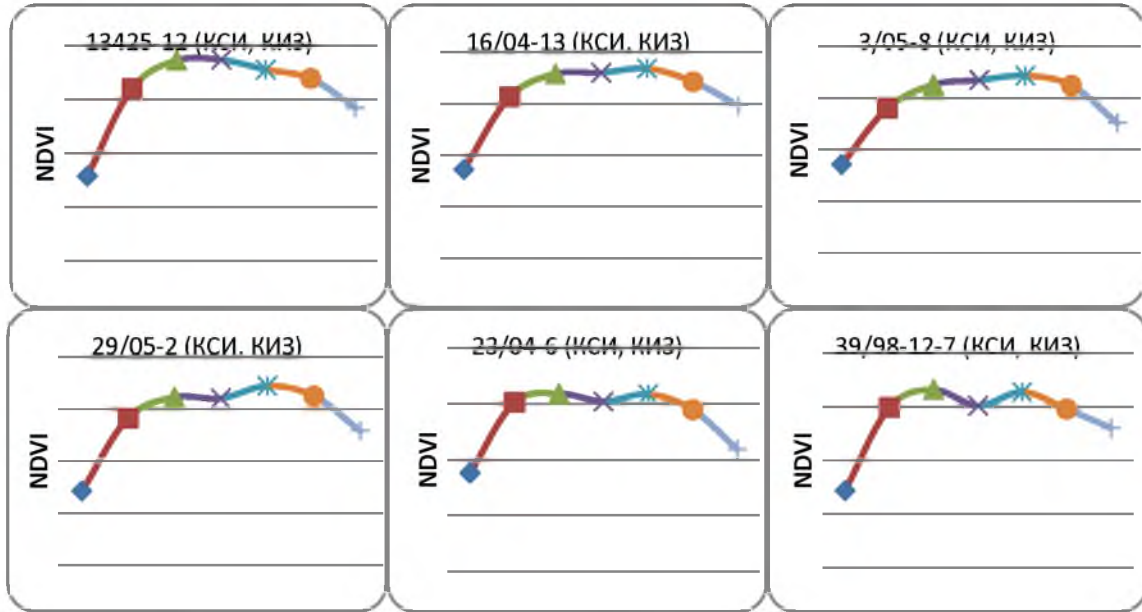 13425-12 (КСИ, КИЗ)
NDVI
16/04-13 (КСИ. КИЗ)
NDVI
3/05-8 (КСИ, КИЗ)
NDVI
29/05-2 (КСИ. КИЗ)
NDVI
23/04-6 (КСИ, КИЗ)
NDVI
39/98-12-7 (КСИ, КИЗ)
NDVI